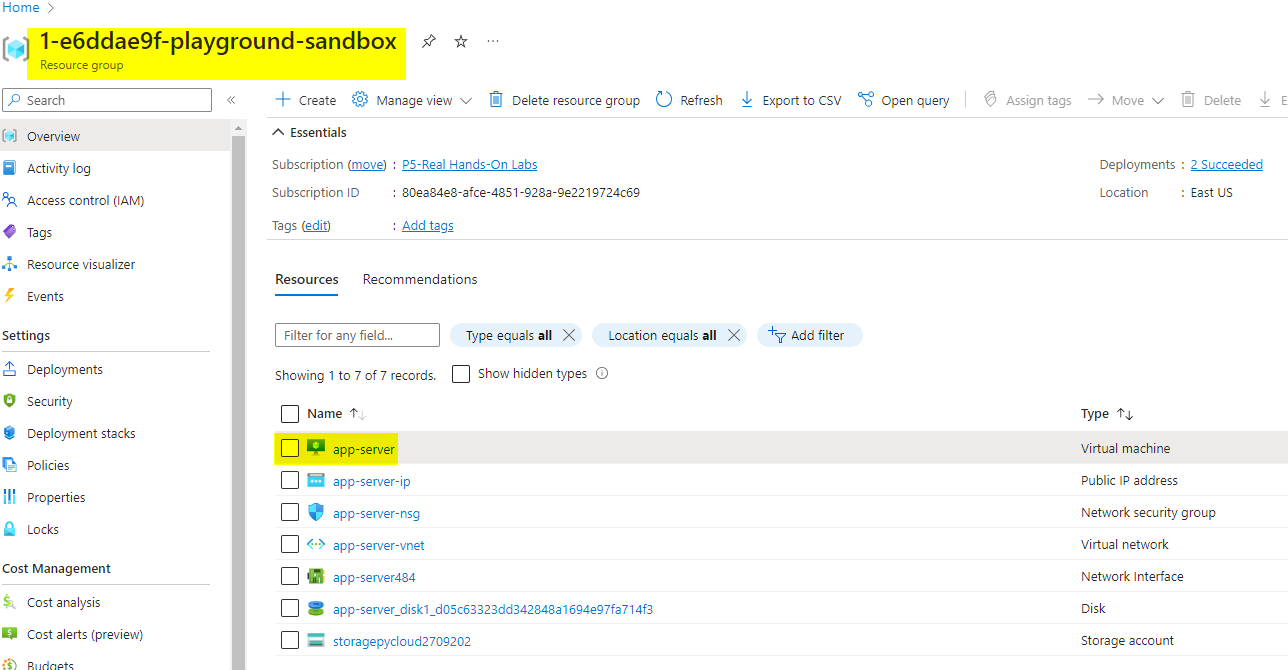 Home
1-e6ddae9f-playground-sandbox
Resource group
Search
Create Manage view Delete resource group Refresh Export to CSV Open query Assign tags Move Delete E
Overview
Activity log
Access control (IAM)
Tags
Resource visualizer
Events
Settings
Deployments
Security
Deployment stacks
Policies
Properties
Locks
Cost Management
Cost analysis
Cost alerts (preview)
Budgets
Essentials
Subscription (move) : P5-Real Hands-On Labs
Subscription ID : 80ea84e8-afce-4851-928a-9e2219724c69
Tags (edit) : Add tags
Deployments : 2 Succeeded
Location : East US
Resources Recommendations
Filter for any field... Type equals all Location equals all Add filter
Showing 1 to 7 of 7 records. Show hidden types
Name Type
app-server Virtual machine
app-server-ip Public IP address
app-server-nsg Network security group
app-server-vnet Virtual network
app-server484 Network Interface
app-server_disk1_d05c63323dd342848a1694e97fa714f3 Disk
storagepycloud2709202 Storage account